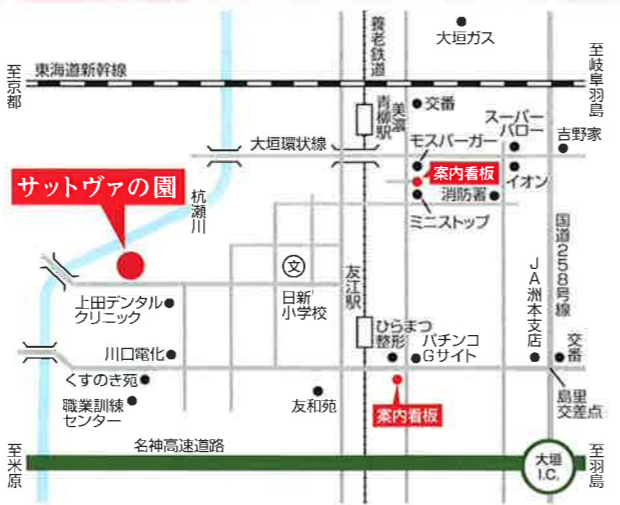 大垣ガス
養老鉄道
至岐阜羽島
至京都
東海道新幹線
美濃
青柳駅
交番
スーパー
バロー
吉野家
大垣環状線
モスバーガー
案内看板
イオン
消防署
ミニストップ
サットヴァの園
杭瀬川
国道258号線
文
日新
小学校
友江駅
JA洲本支店
上田デンタル
クリニック
ひらまつ
整形
パチンコ
Gサイト
交番
川口電化
くすのき苑
職業訓練
センター
友和苑
案内看板
島里
交差点
至米原
名神高速道路
大垣
I.C.
至羽島